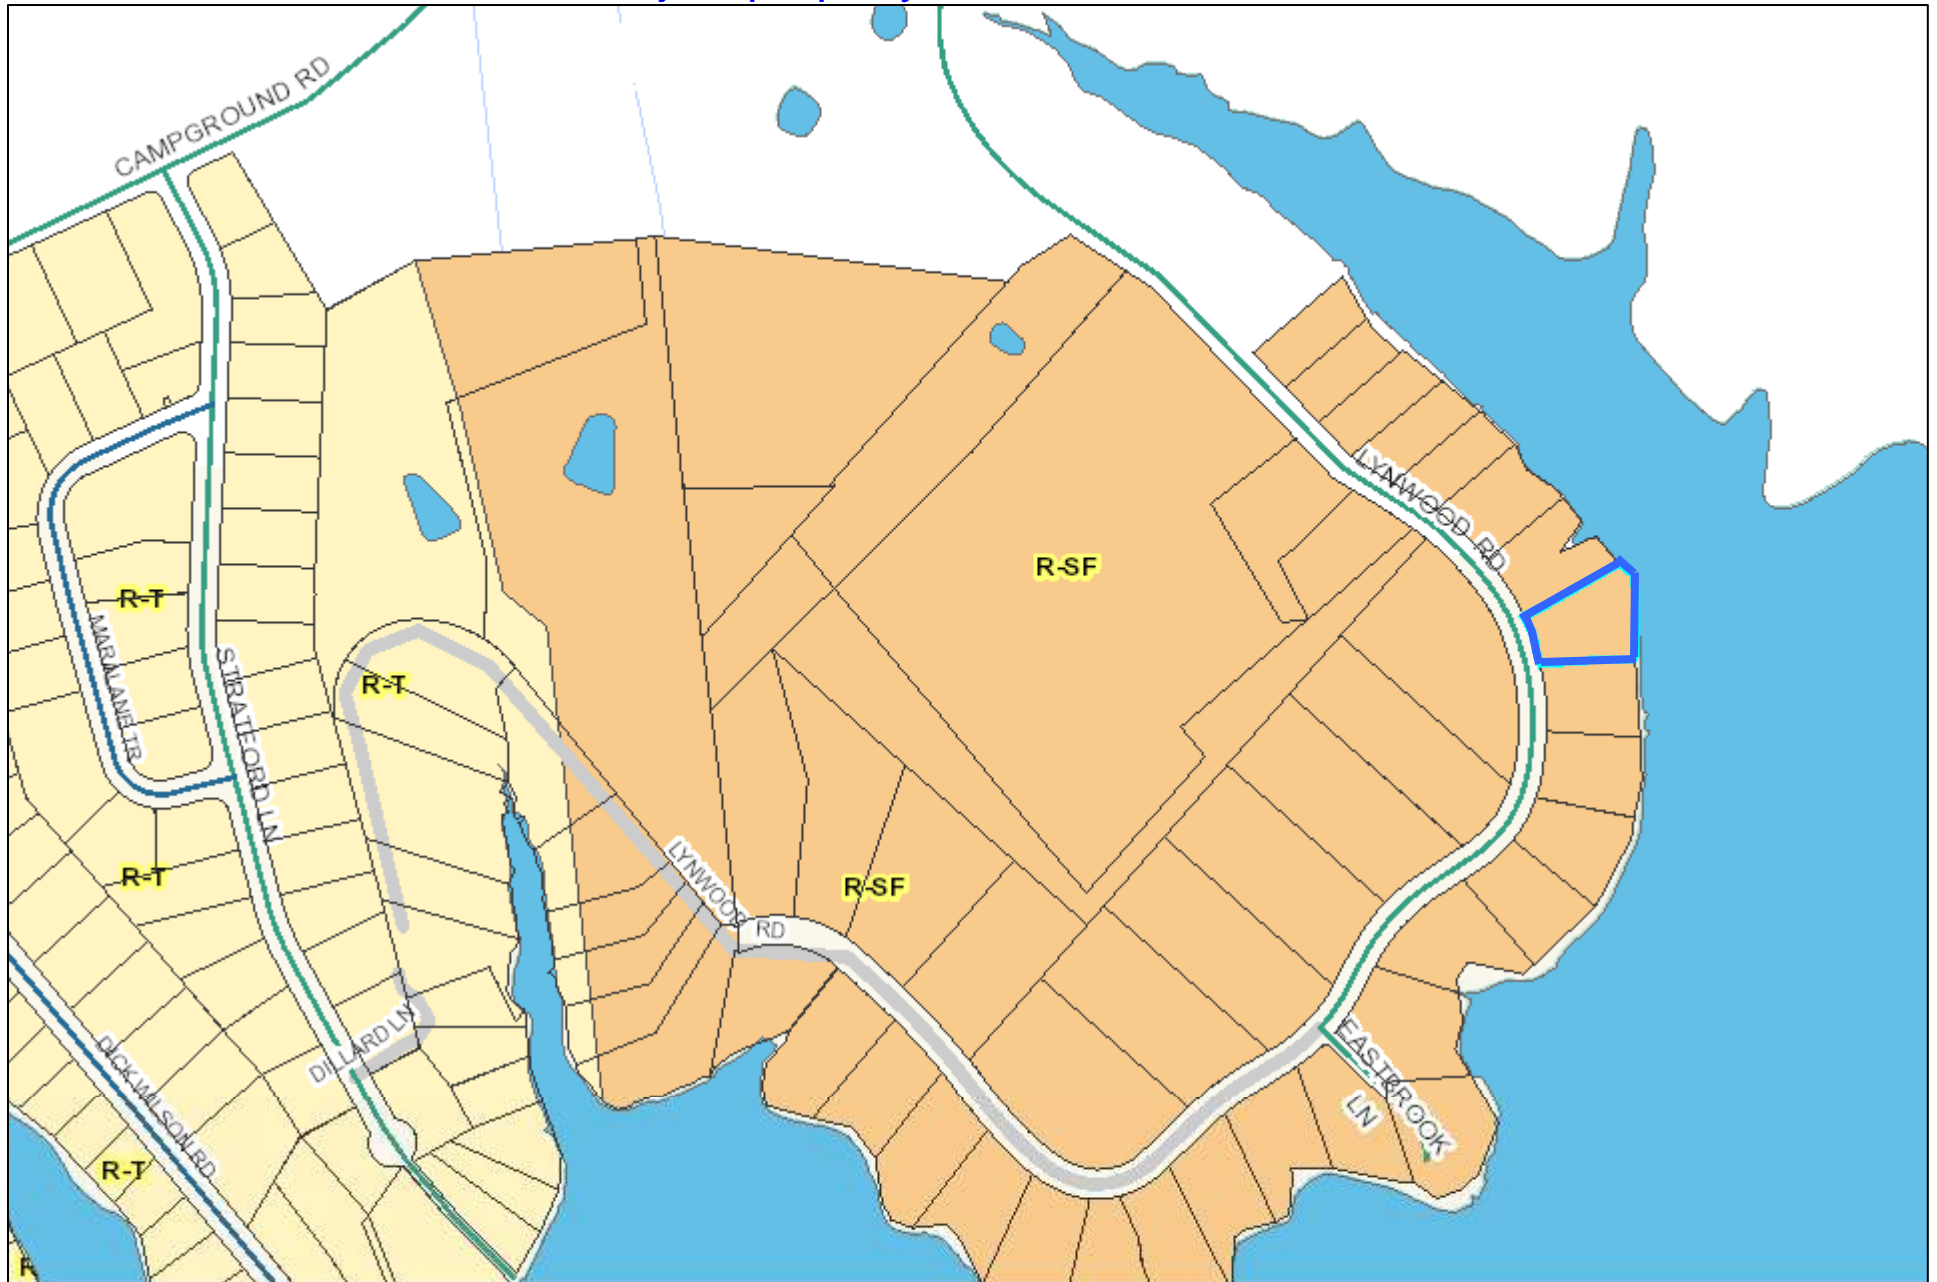 CAMPGROUND RD
LYNWOOD RD
R-SF
R-T
MARALANE TR
STRATFORD LN
R-T
R-T
LYNWOOD RD
R-SF
DILLARD LN
EASTBROOK
LN
DICK WILSON RD
R-T
R